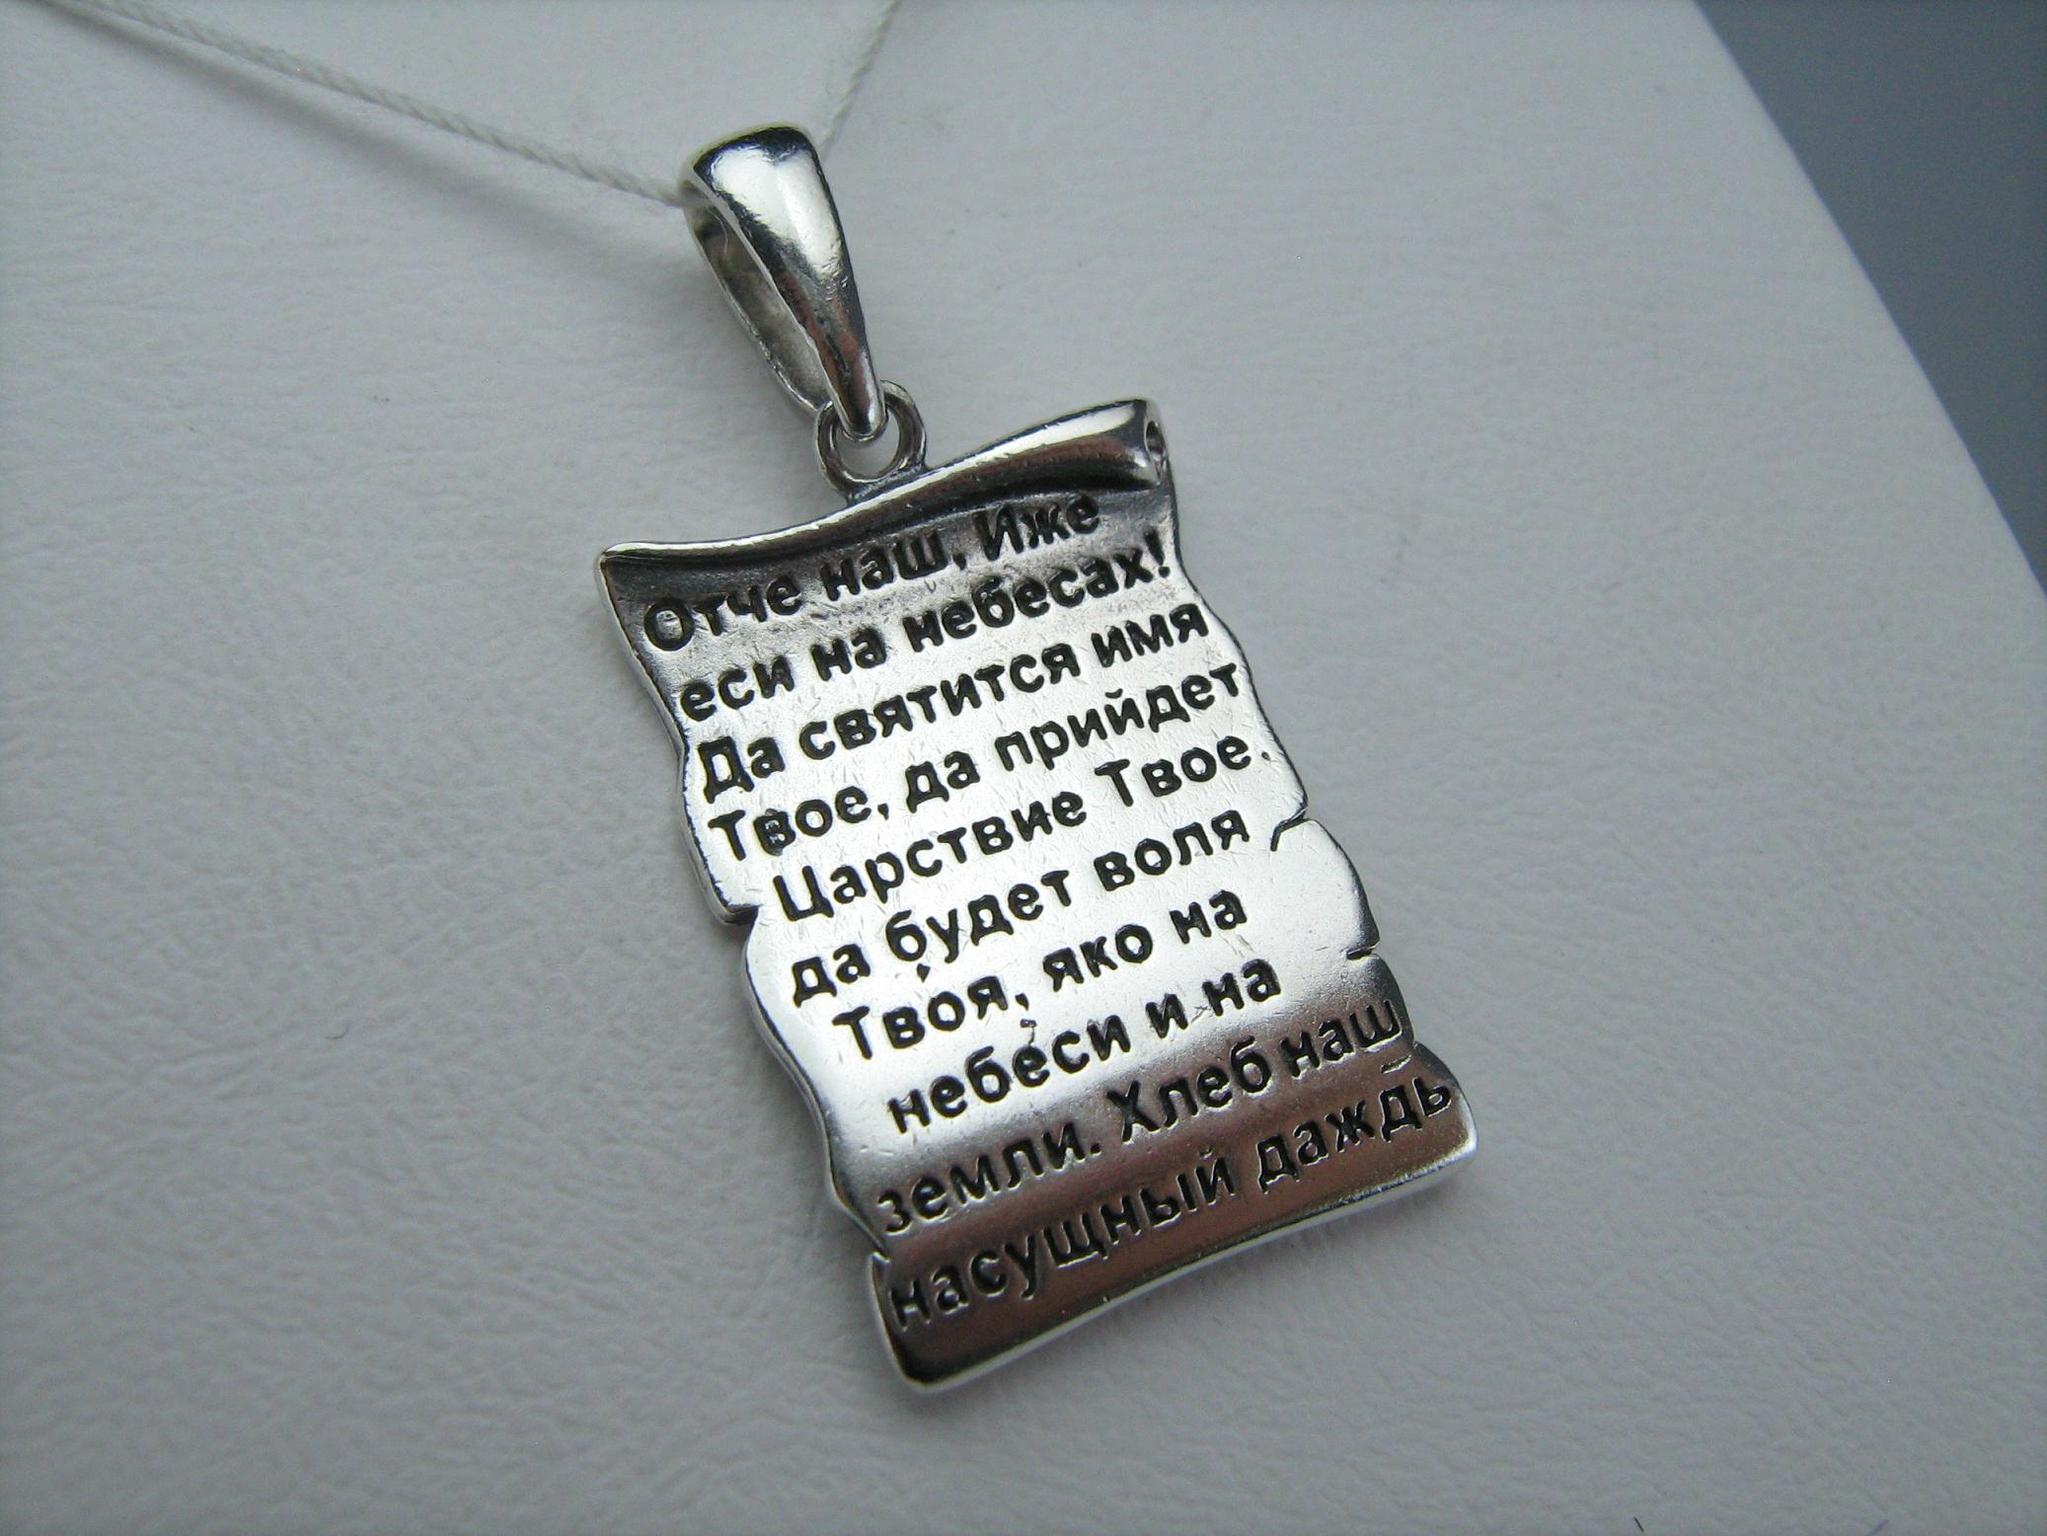 Отче наш, Иже
еси на небесах!
Да святится имя
Твое, да прийдет
Царствие Твое.
да будет воля
Твоя, яко на
небеси и на
земли. Хлеб наш
насущный даждь